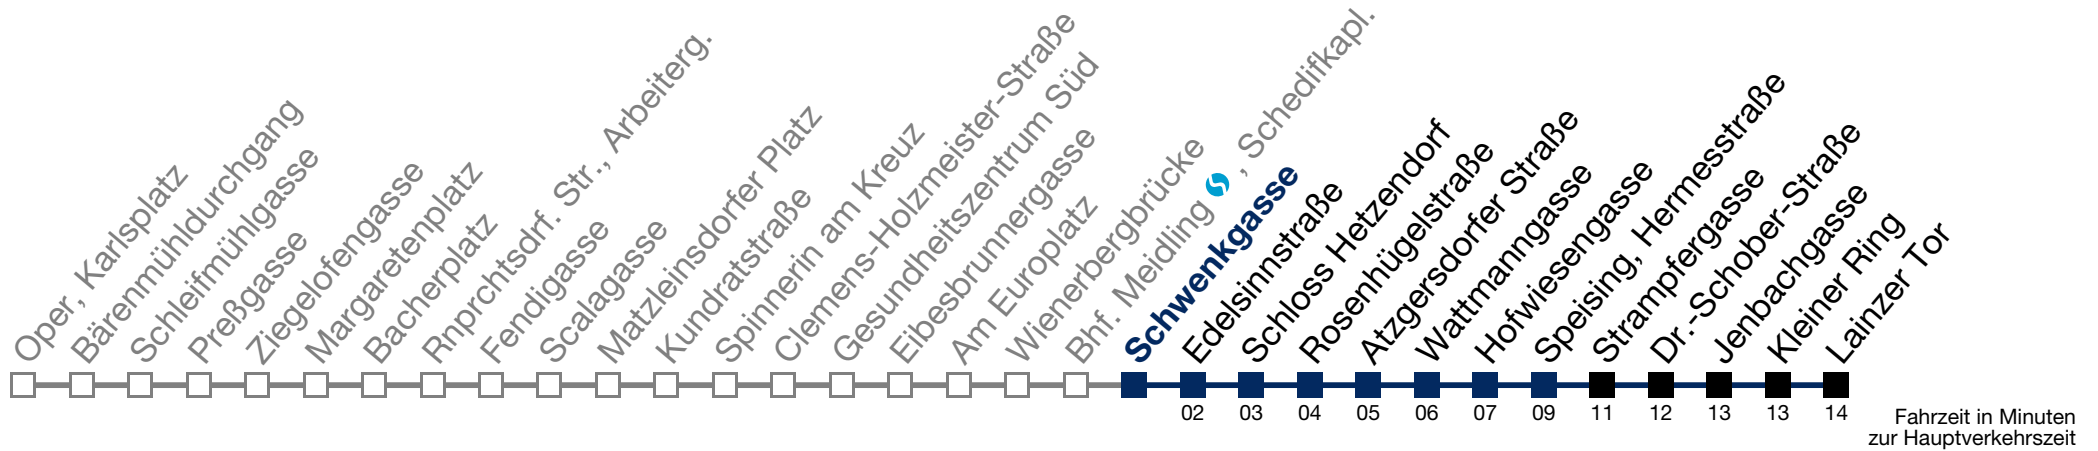 Oper, Karlsplatz
Bärenmühldurchgang
Schleifmühlgasse
Preßgasse
Ziegelofengasse
Margaretenplatz
Bacherplatz
Rnprchtsdrf. Str., Arbeiterg.
Fendigasse
Scalagasse
Matzleinsdorfer Platz
Kundratstraße
Spinnerin am Kreuz
Clemens-Holzmeister-Straße
Gesundheitszentrum Süd
Eibesbrunnergasse
Am Europlatz
Wienerbergbrücke
Bhf. Meidling , Schedifkapl.
Schwenkgasse
Edelsinnstraße
Schloss Hetzendorf
Rosenhügelstraße
Atzgersdorfer Straße
Wattmanngasse
Hofwiesengasse
Speising, Hermesstraße
Strampfergasse
Dr.-Schober-Straße
Jenbachgasse
Kleiner Ring
Lainzer Tor
02 03 04 05 06 07 09 11 12 13 13 14
Fahrzeit in Minuten
zur Hauptverkehrszeit